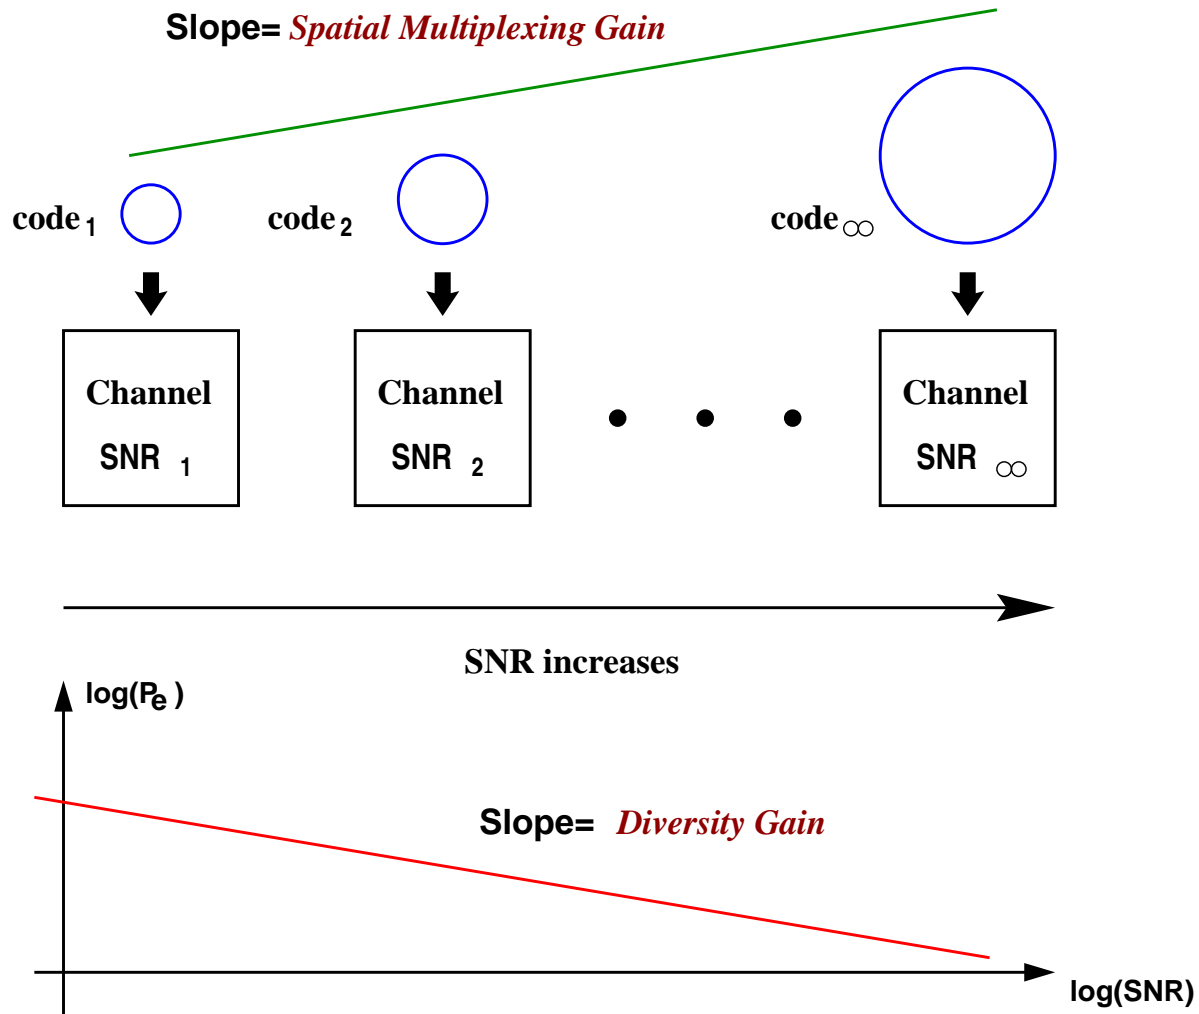 Slope= Spatial Multiplexing Gain
code 1
code 2
code ∞
Channel
SNR 1
Channel
SNR 2
Channel
SNR ∞
SNR increases
log(Pe )
Slope= Diversity Gain
log(SNR)